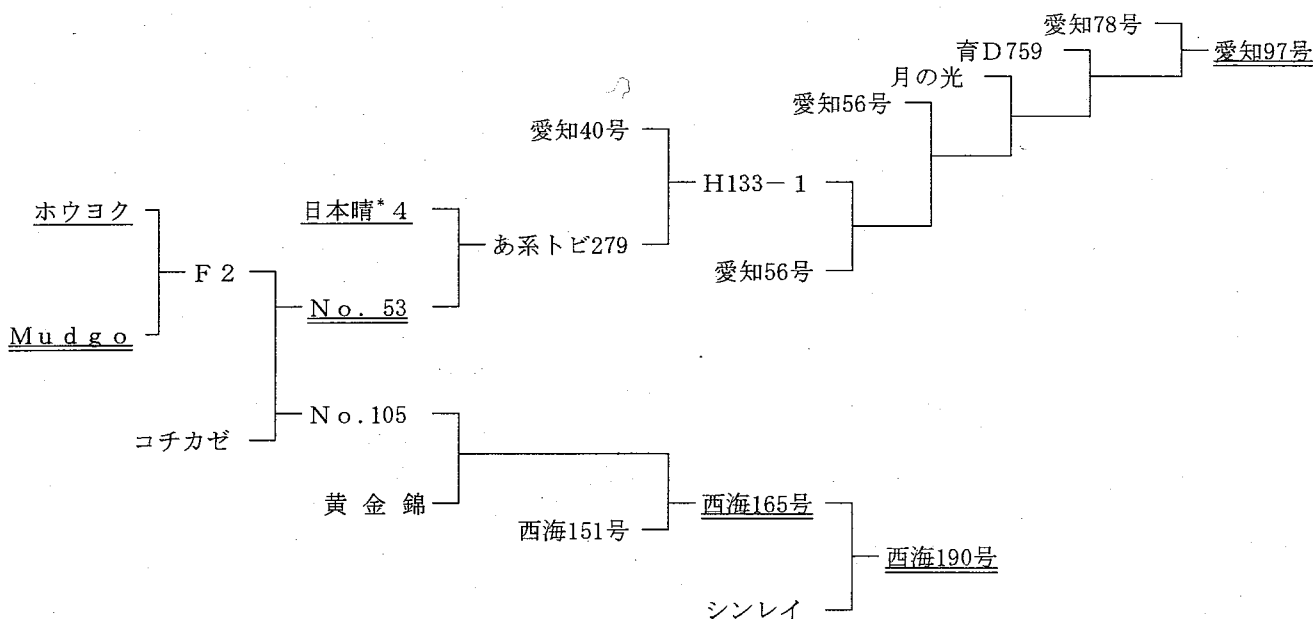 愛知78号
愛知97号
育D759
月の光
愛知56号
愛知40号
H133-1
日本晴*4
ホウヨク
あ系トビ279
F2
愛知56号
No. 53
Mudgo
No.105
コチカゼ
黄金錦
西海165号
西海151号
西海190号
シンレイ